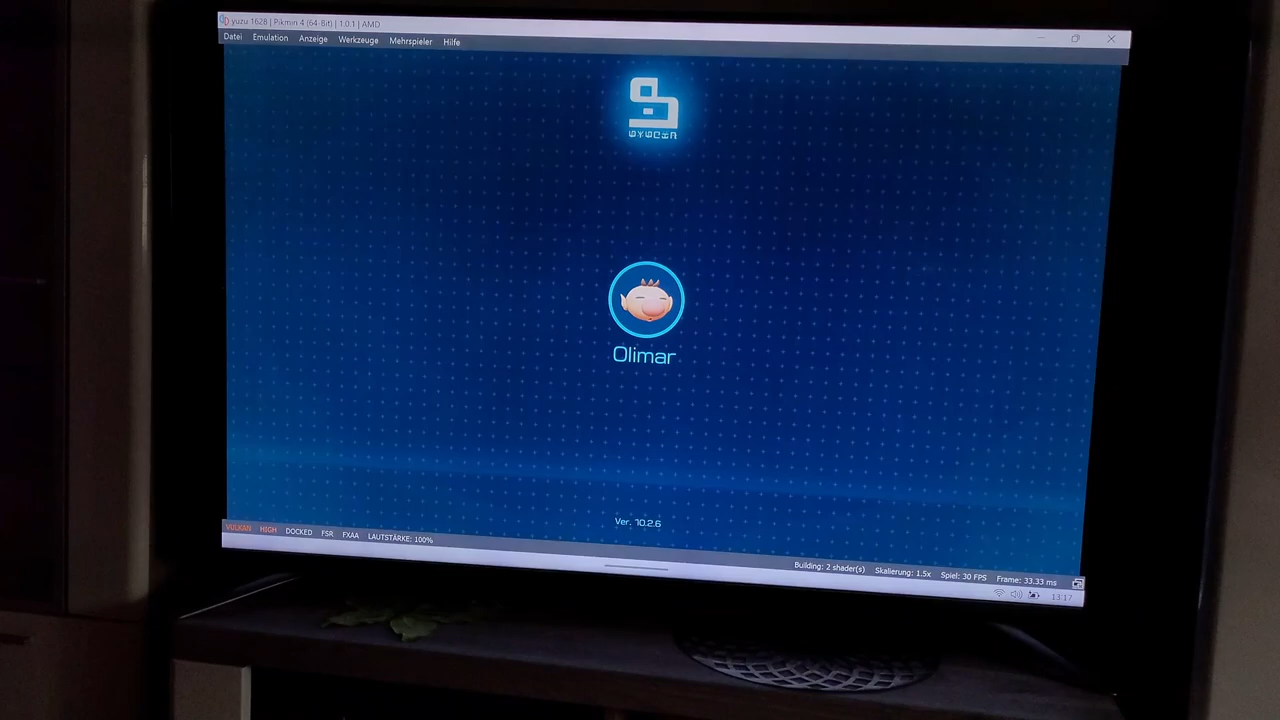 yuzu 1628 | Pikmin 4 (64-Bit) | 1.0.1 | AMD
Datei Emulation Anzeige Werkzeuge Mehrspieler Hilfe
Olimar
Ver. 10.2.6
VULKAN HIGH DOCKED FSR FXAA LAUTSTÄRKE: 100%
Building: 2 shader(s) Skalierung: 1.5x Spiel: 30 FPS Frame: 33.33 ms
13:17